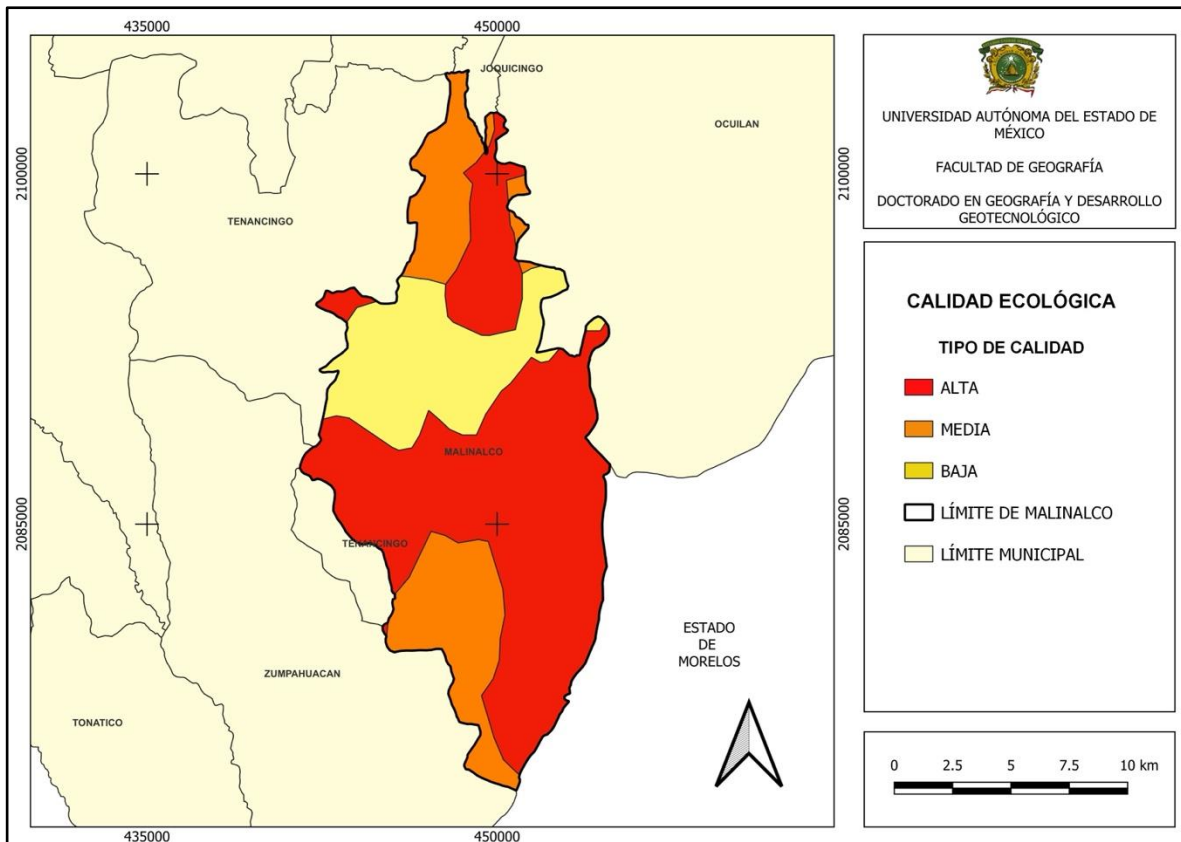 435000
450000
JOQUICINGO
OCUILAN
2100000
2100000
TENANCINGO
MALINALCO
2085000
2085000
TENANCINGO
ESTADO
DE
MORELOS
ZUMPAHUACAN
TONATICO
435000
450000
UNIVERSIDAD AUTÓNOMA DEL ESTADO DE
MÉXICO
FACULTAD DE GEOGRAFÍA
DOCTORADO EN GEOGRAFÍA Y DESARROLLO
GEOTECNOLÓGICO
CALIDAD ECOLÓGICA
TIPO DE CALIDAD
ALTA
MEDIA
BAJA
LÍMITE DE MALINALCO
LÍMITE MUNICIPAL
0 2.5 5 7.5 10 km